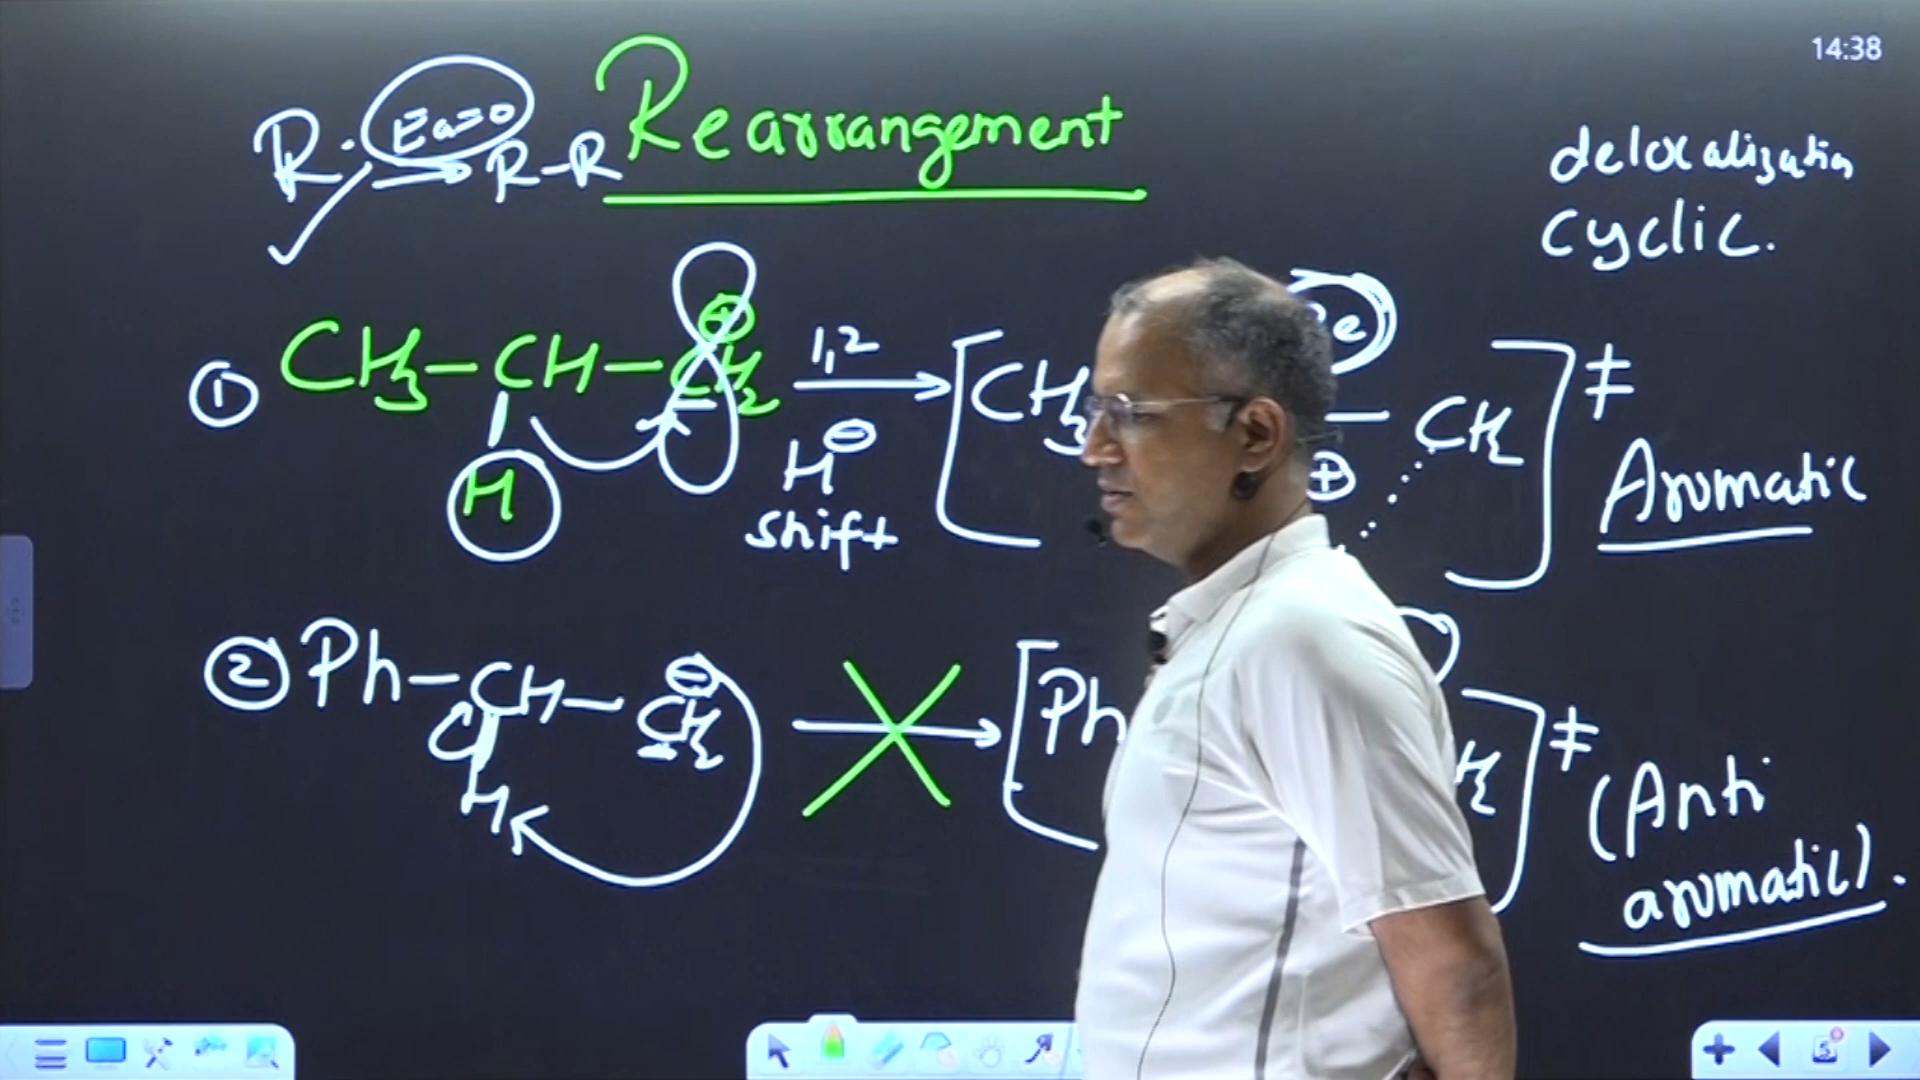 14:38
R· Ea=0 → R-R Rearrangement
delocalization
cyclic.
① CH3-CH-CH2 ⊕ 1,2 → [CH3 e - CH2 ]‡
H H⊖ ⊕
shift
Aromatic
② Ph-CH-CH2 ⊖ → [Ph H2 ]‡
H
(Anti
aromatic).